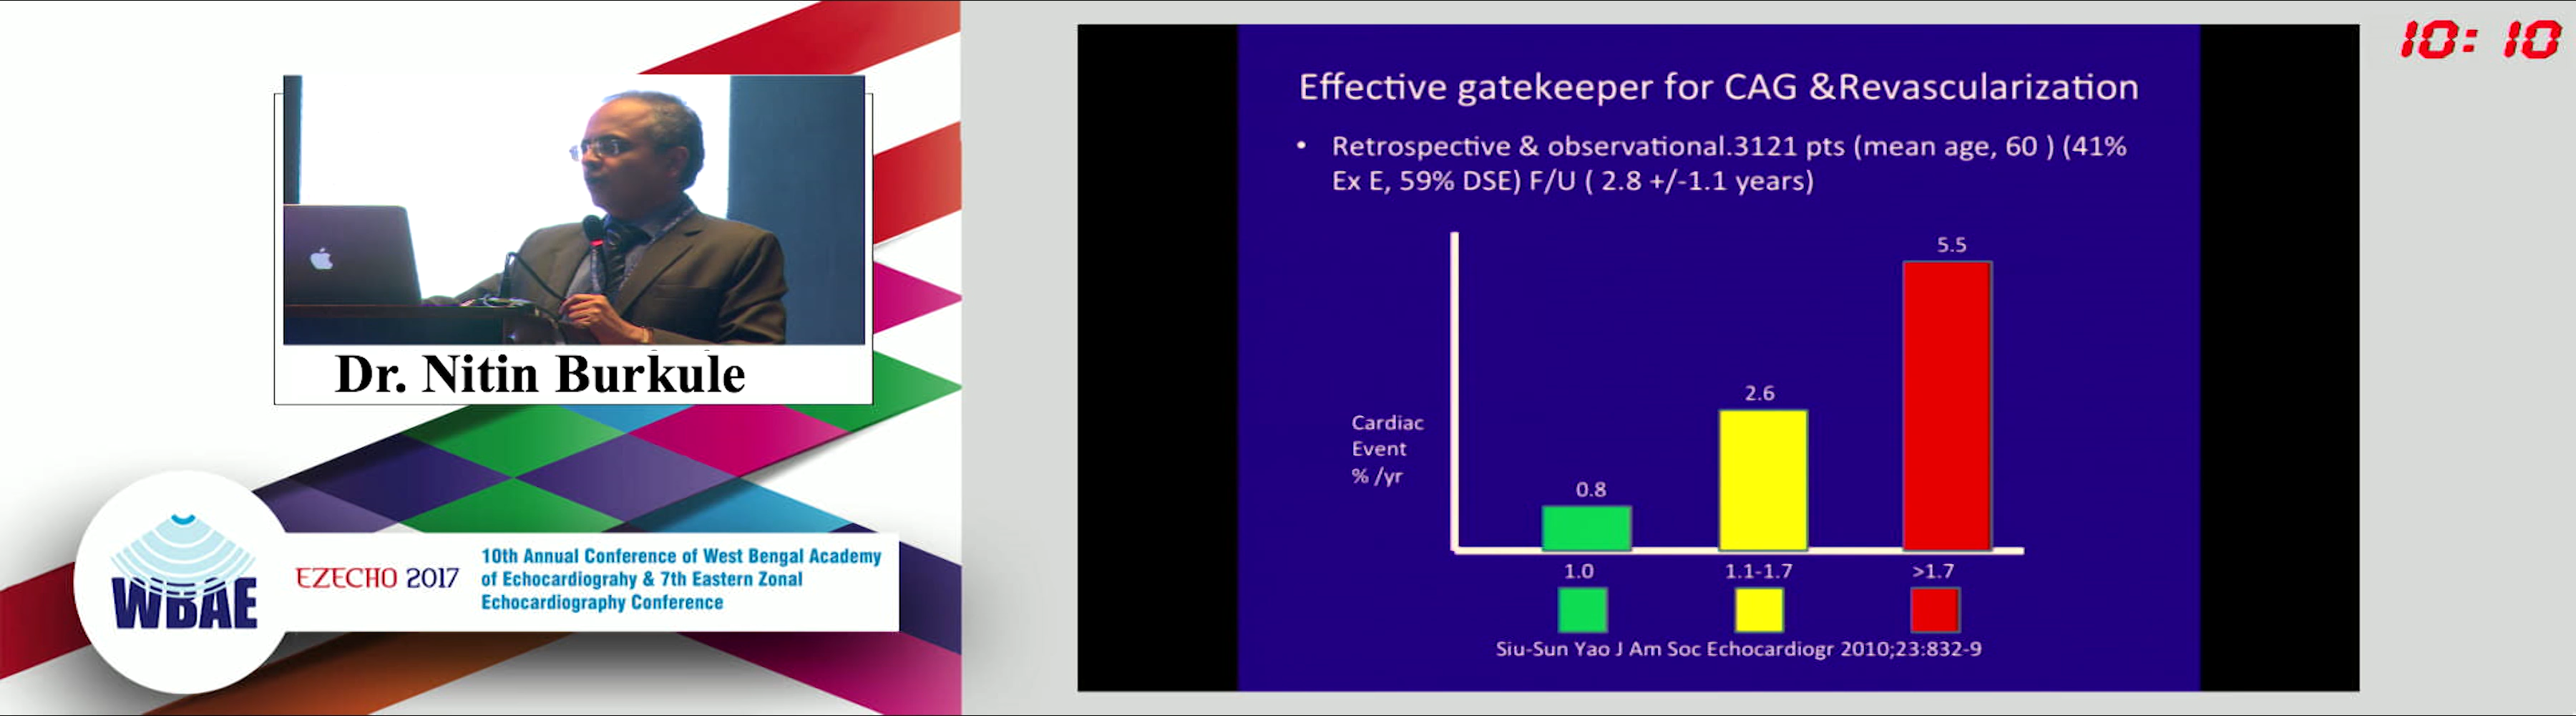 10: 10
Effective gatekeeper for CAG &Revascularization
• Retrospective & observational.3121 pts (mean age, 60 ) (41%
Ex E, 59% DSE) F/U ( 2.8 +/-1.1 years)
5.5
2.6
0.8
Cardiac
Event
% /yr
1.0
1.1-1.7
>1.7
Siu-Sun Yao J Am Soc Echocardiogr 2010;23:832-9
Dr. Nitin Burkule
WBAE
EZECHO 2017
10th Annual Conference of West Bengal Academy
of Echocardiograhy & 7th Eastern Zonal
Echocardiography Conference